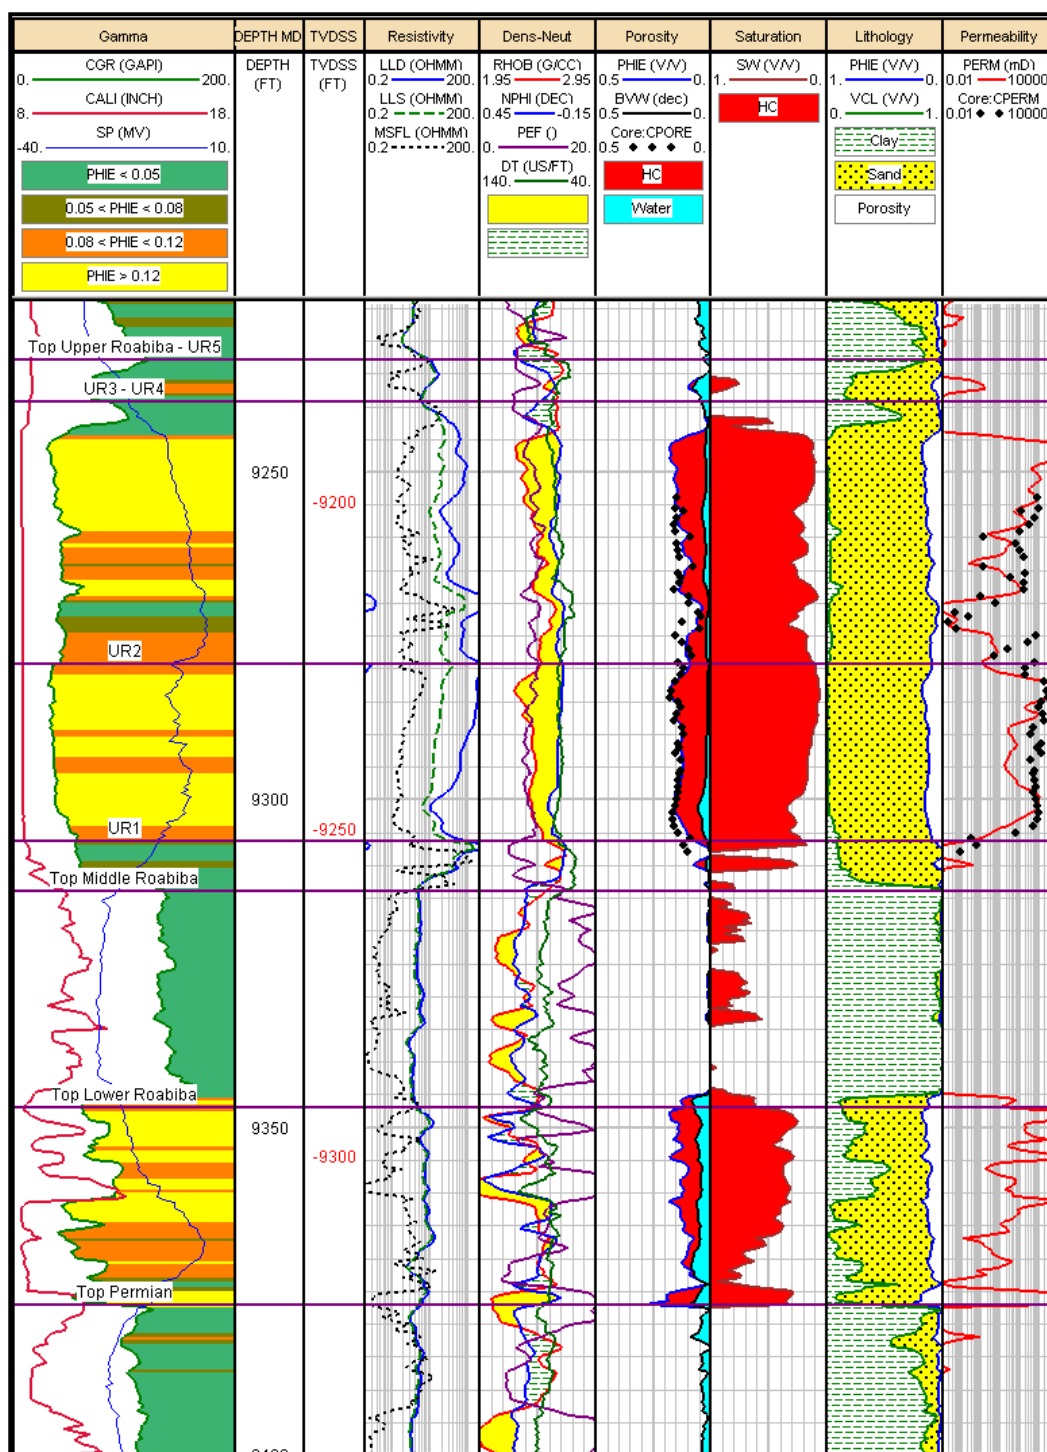 Gamma DEPTH MD TVDSS Resistivity Dens-Neut Porosity Saturation Lithology Permeability
CGR (GAPI)
0. 200.
CALI (INCH)
8. 18.
SP (MV)
-40. 10.
PHIE < 0.05
0.05 < PHIE < 0.08
0.08 < PHIE < 0.12
PHIE > 0.12
DEPTH
(FT)
TVDSS
(FT)
LLD (OHMM)
0.2 200.
LLS (OHMM)
0.2 200.
MSFL (OHMM)
0.2 200.
RHOB (G/CC)
1.95 2.95
NPHI (DEC)
0.45 -0.15
PEF ()
0. 20.
DT (US/FT)
140. 40.
PHIE (V/V)
0.5 0.
BVW (dec)
0.5 0.
Core:CPORE
0.5 0.
HC
Water
SW (V/V)
1. 0.
HC
PHIE (V/V)
1. 0.
VCL (V/V)
0. 1.
Clay
Sand
Porosity
PERM (mD)
0.01 10000
Core:CPERM
0.01 10000
Top Upper Roabiba - UR5
UR3 - UR4
9250
-9200
UR2
9300
UR1
-9250
Top Middle Roabiba
Top Lower Roabiba
9350
-9300
Top Permian